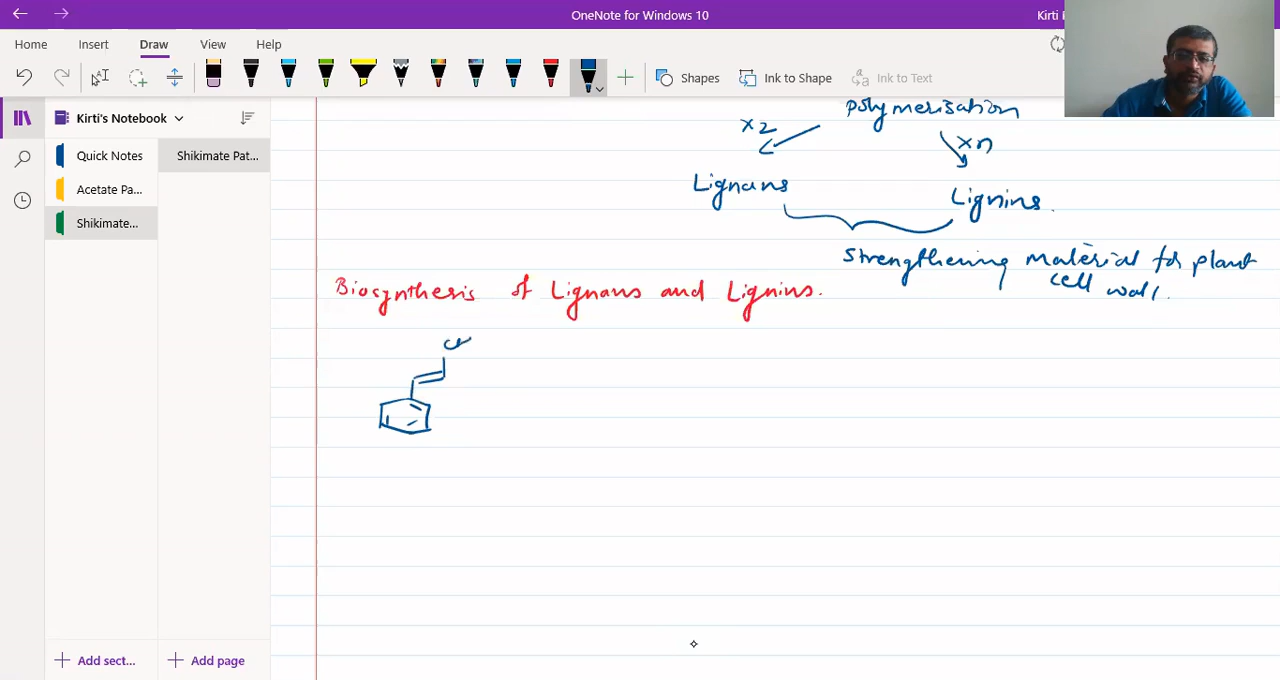 OneNote for Windows 10
Kirti
Home Insert Draw View Help
Shapes Ink to Shape Ink to Text
Kirti's Notebook
Quick Notes
Acetate Pa...
Shikimate...
Shikimate Pat...
polymerisation
x2
xn
Lignans
Lignins.
Strengthening material for plant
cell wall.
Biosynthesis of Lignans and Lignins.
Add sect...
Add page